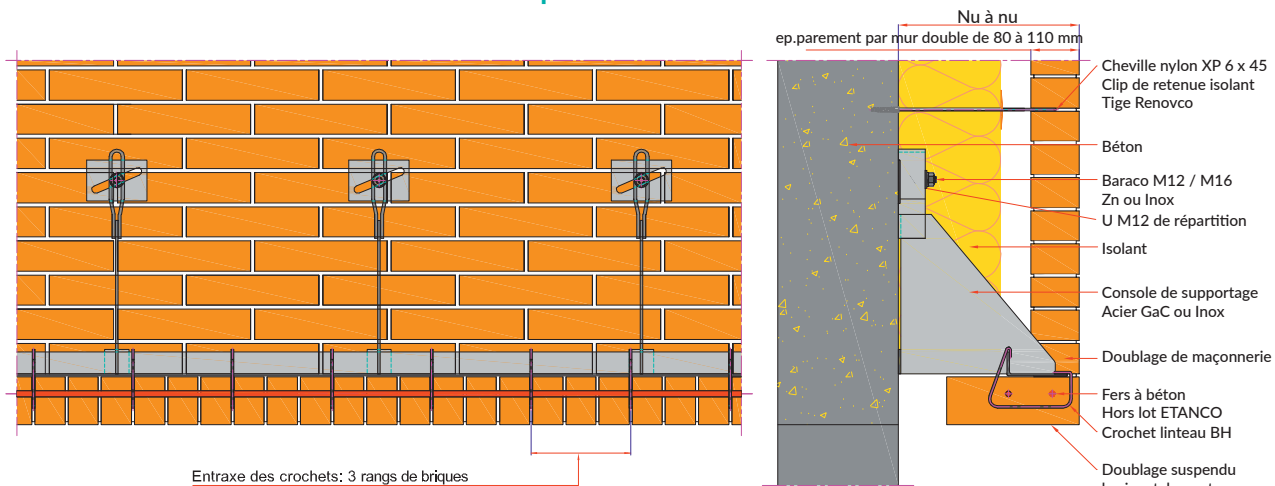 Nu à nu
ep.parement par mur double de 80 à 110 mm
Cheville nylon XP 6 x 45
Clip de retenue isolant
Tige Renovco
Béton
Baraco M12 / M16
Zn ou Inox
U M12 de répartition
Isolant
Console de supportage
Acier GaC ou Inox
Doublage de maçonnerie
Fers à béton
Hors lot ETANCO
Crochet linteau BH
Doublage suspendu
Entraxe des crochets: 3 rangs de briques